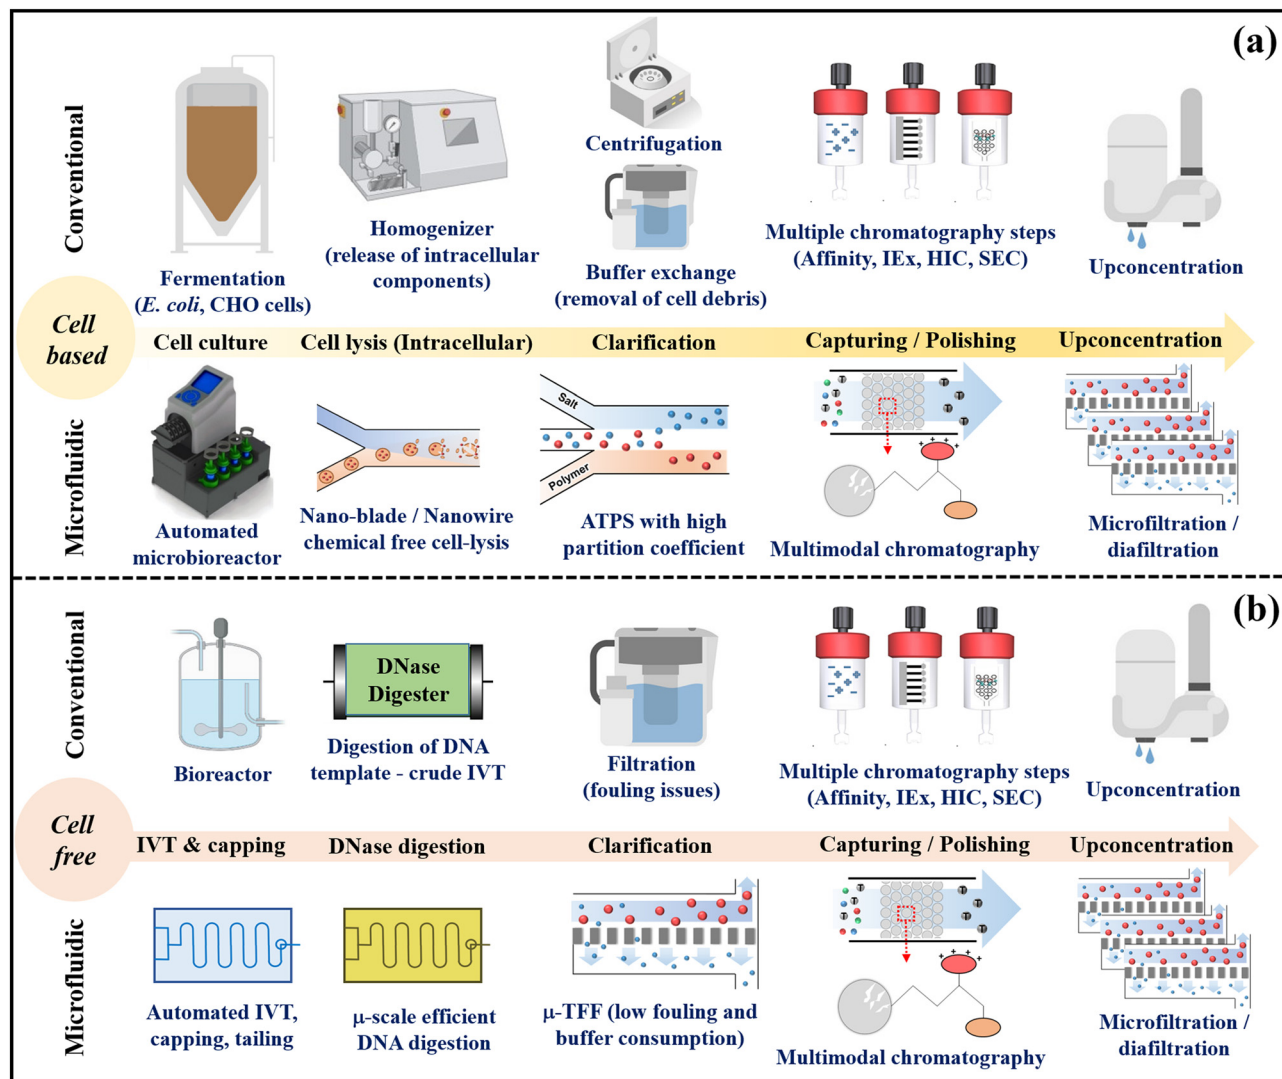 (a)
Conventional
Fermentation
(E. coli, CHO cells)
Homogenizer
(release of intracellular
components)
Centrifugation
Buffer exchange
(removal of cell debris)
Multiple chromatography steps
(Affinity, IEx, HIC, SEC)
Upconcentration
Cell
based
Cell culture
Cell lysis (Intracellular)
Clarification
Capturing / Polishing
Upconcentration
Microfluidic
Automated
microbioreactor
Nano-blade / Nanowire
chemical free cell-lysis
Salt
Polymer
ATPS with high
partition coefficient
Multimodal chromatography
Microfiltration /
diafiltration
(b)
Conventional
Bioreactor
DNase
Digester
Digestion of DNA
template - crude IVT
Filtration
(fouling issues)
Multiple chromatography steps
(Affinity, IEx, HIC, SEC)
Upconcentration
Cell
free
IVT & capping
DNase digestion
Clarification
Capturing / Polishing
Upconcentration
Microfluidic
Automated IVT,
capping, tailing
μ-scale efficient
DNA digestion
μ-TFF (low fouling and
buffer consumption)
Multimodal chromatography
Microfiltration /
diafiltration